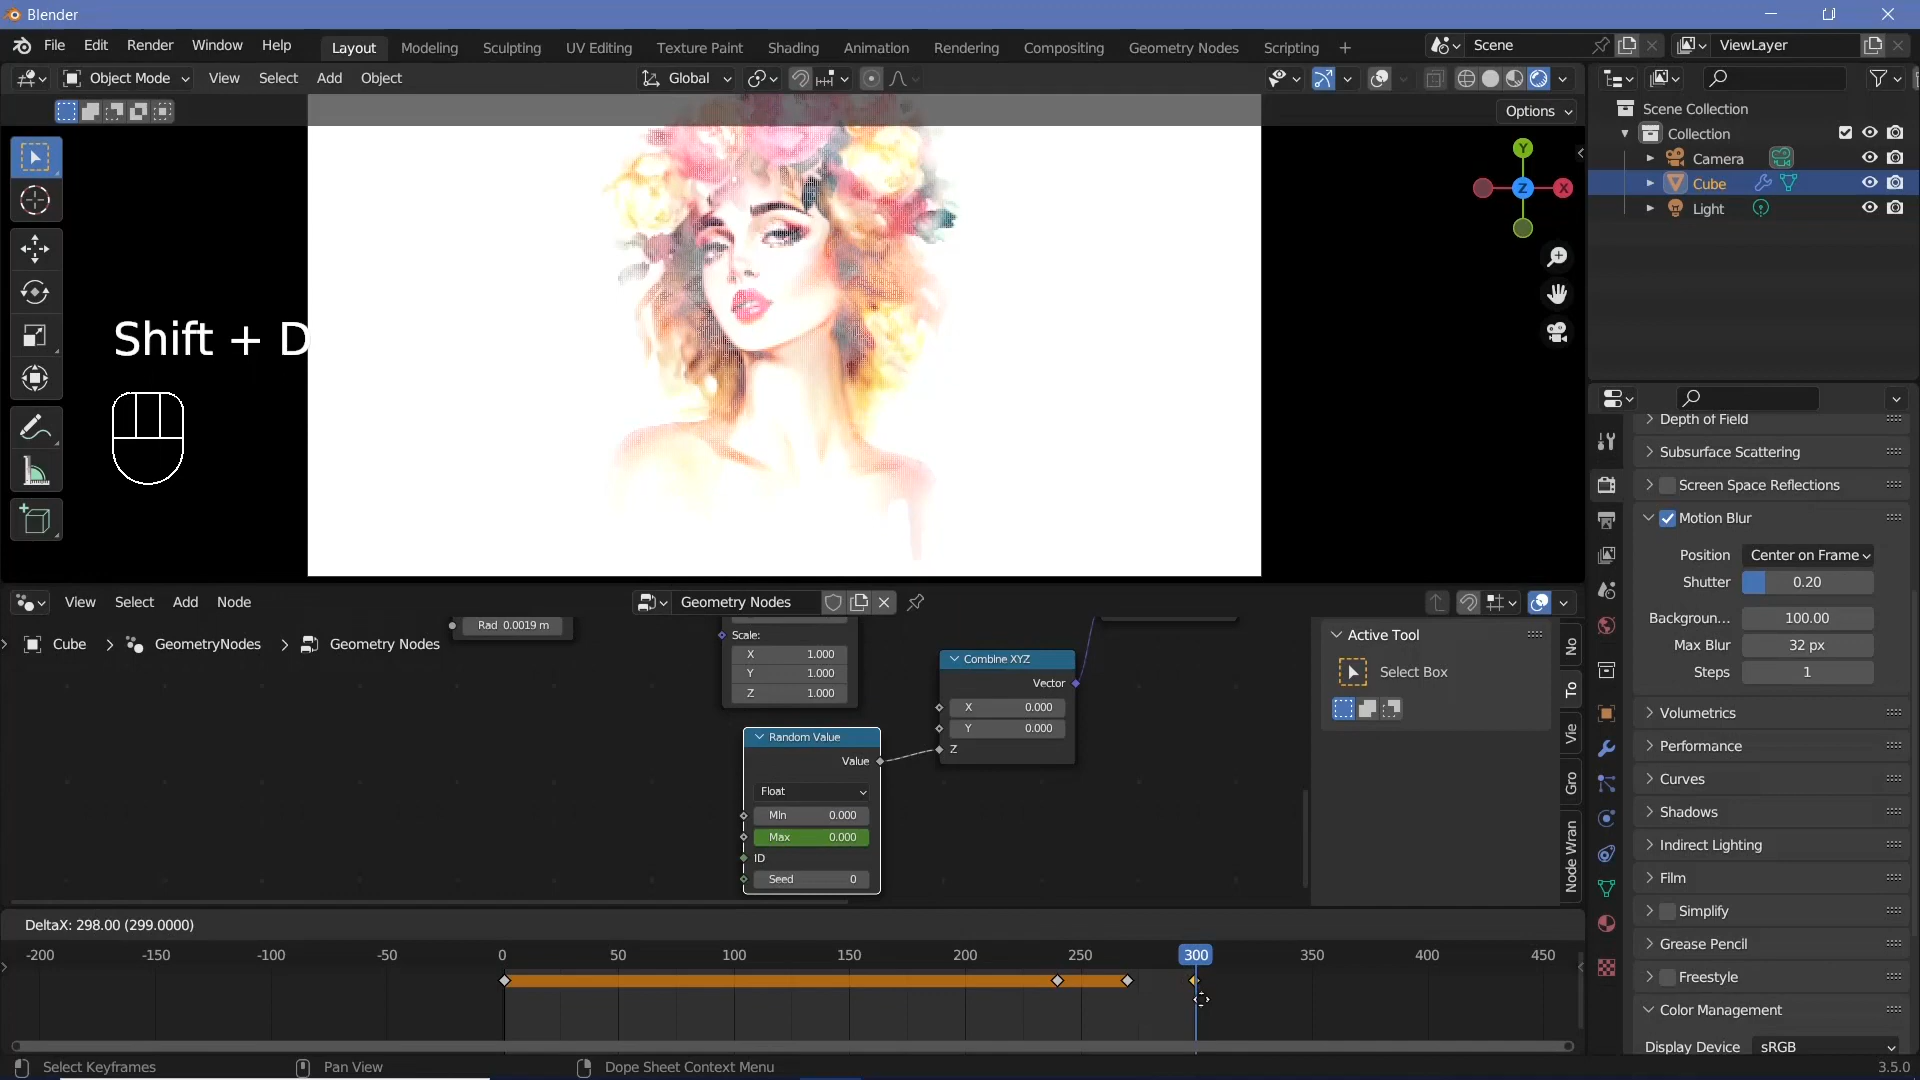 Blender
File Edit Render Window Help Layout Modeling Sculpting UV Editing Texture Paint Shading Animation Rendering Compositing Geometry Nodes Scripting + Scene ViewLayer
Object Mode View Select Add Object Global
Options
Scene Collection
Collection
Camera
Cube
Light
Y
Z
X
Shift + D
Depth of Field
Subsurface Scattering
Screen Space Reflections
Motion Blur
Position Center on Frame
Shutter 0.20
Backgroun... 100.00
Max Blur 32 px
Steps 1
Volumetrics
Performance
Curves
Shadows
Indirect Lighting
Film
Simplify
Grease Pencil
Freestyle
Color Management
Display Device sRGB
View Select Add Node Geometry Nodes
Cube > GeometryNodes > Geometry Nodes
Rad 0.0019 m
Scale:
X 1.000
Y 1.000
Z 1.000
Combine XYZ
Vector
X 0.000
Y 0.000
Z
Random Value
Value
Float
Min 0.000
Max 0.000
ID
Seed 0
Active Tool
Select Box
No
To
Vie
Gro
Node Wran
DeltaX: 298.00 (299.0000)
-200 -150 -100 -50 0 50 100 150 200 250 300 350 400 450
Select Keyframes Pan View Dope Sheet Context Menu 3.5.0